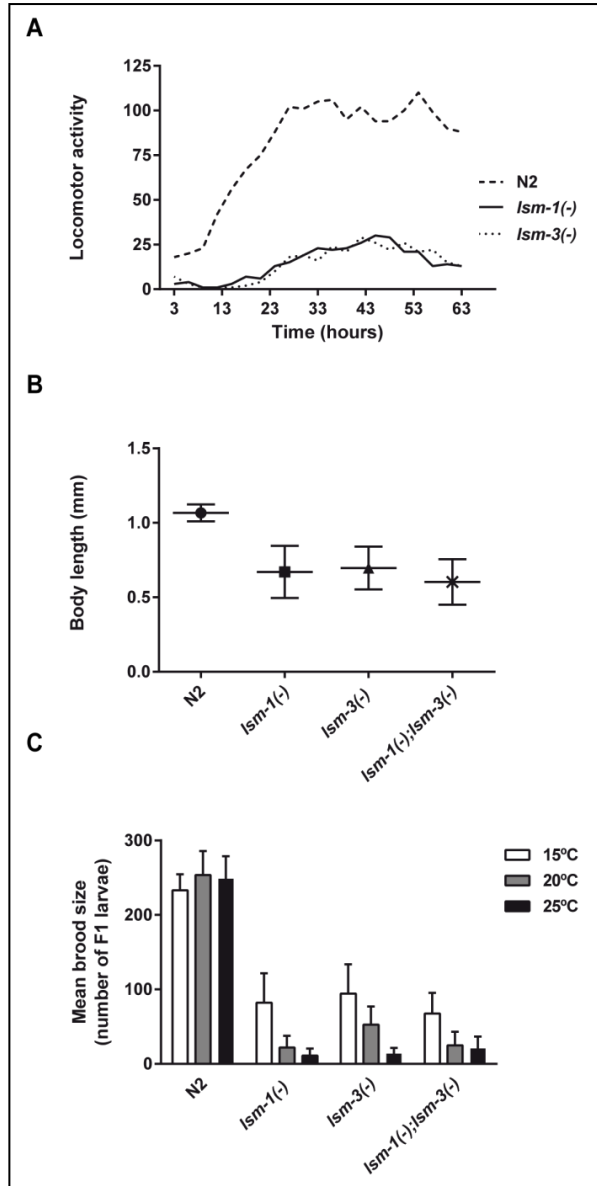 A
125
100
75
50
25
0
Locomotor activity
3 13 23 33 43 53 63
Time (hours)
N2
lsm-1(-)
lsm-3(-)
B
1.5
1.0
0.5
0.0
Body length (mm)
N2
lsm-1(-)
lsm-3(-)
lsm-1(-);lsm-3(-)
C
300
200
100
0
Mean brood size
(number of F1 larvae)
15ºC
20ºC
25ºC
N2
lsm-1(-)
lsm-3(-)
lsm-1(-);lsm-3(-)